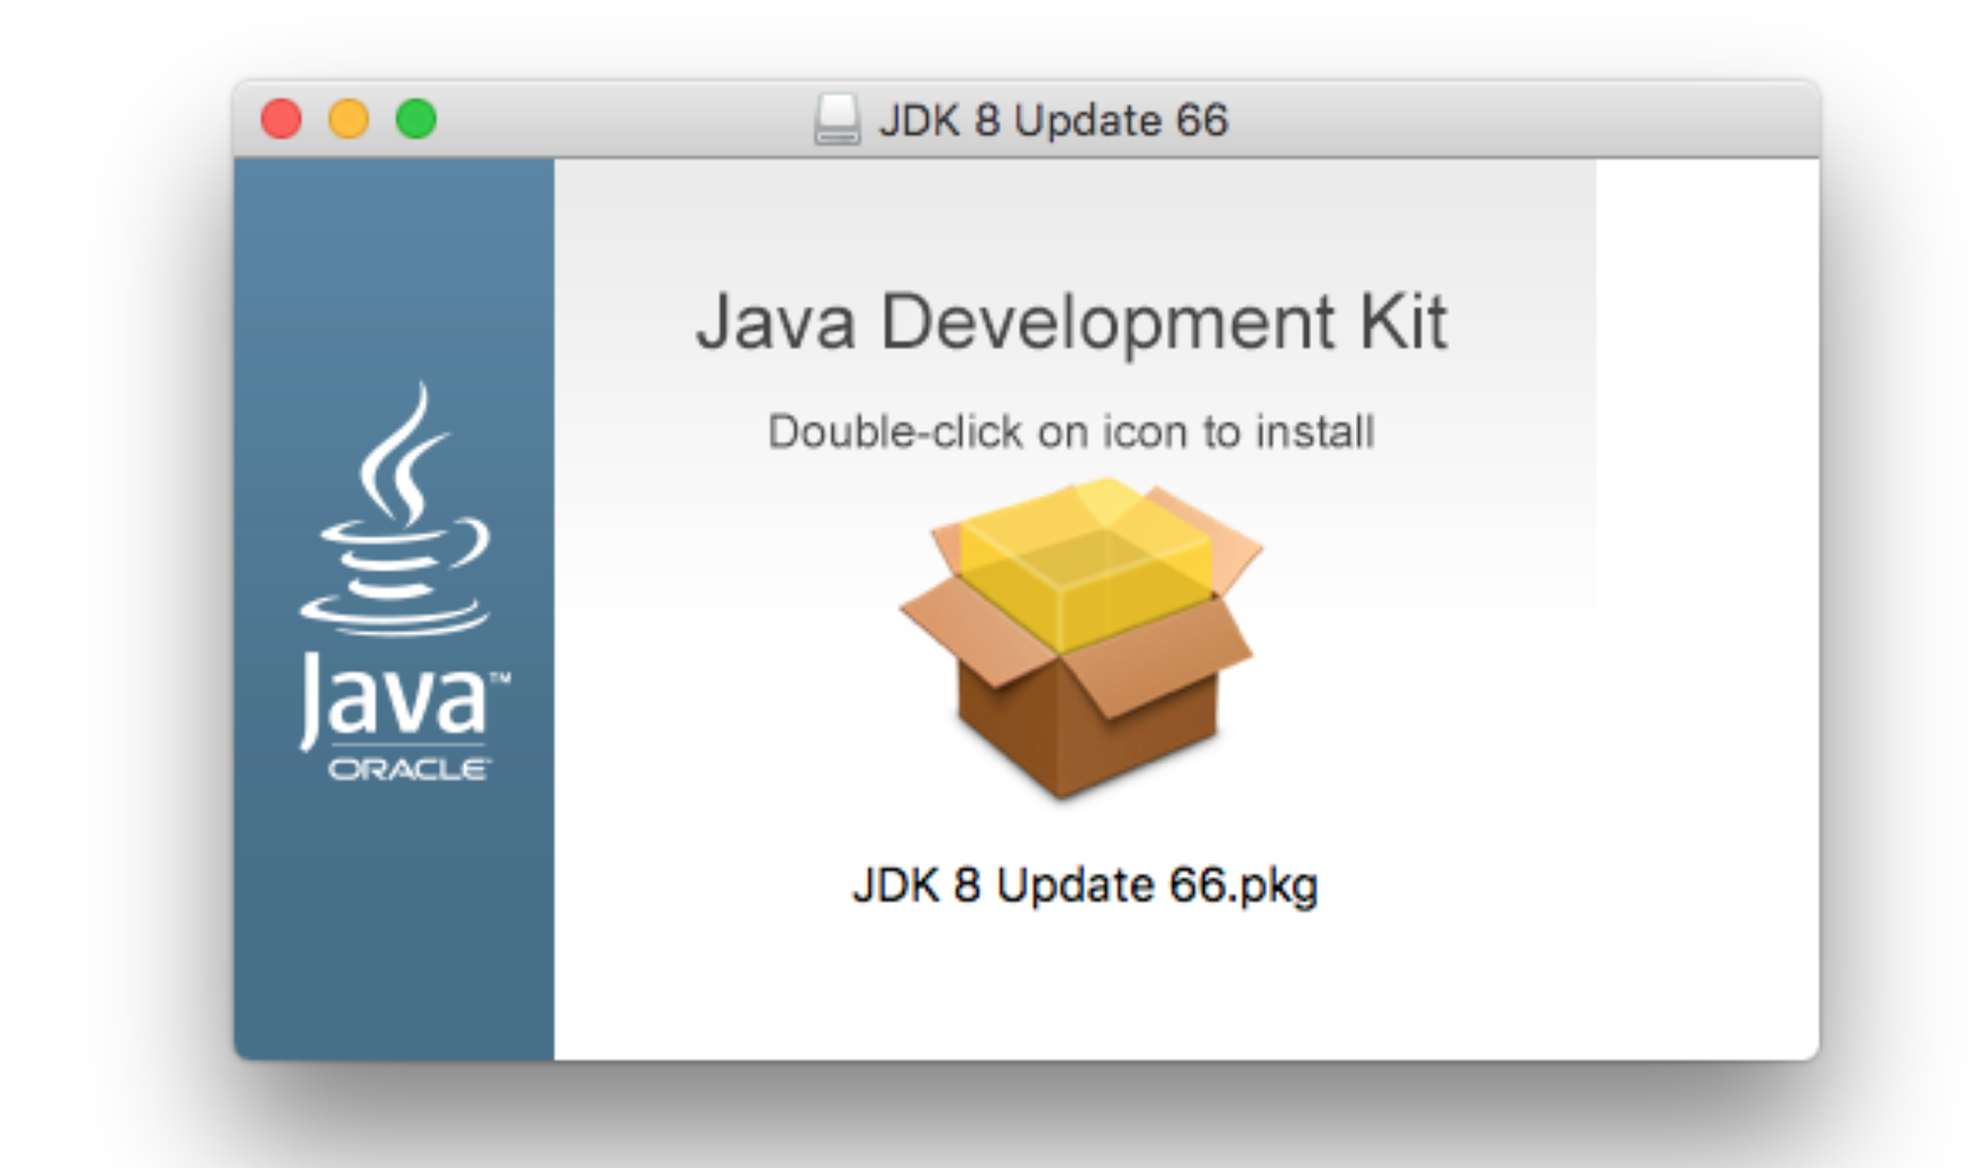 JDK 8 Update 66
Java Development Kit
Double-click on icon to install
Java™
ORACLE
JDK 8 Update 66.pkg